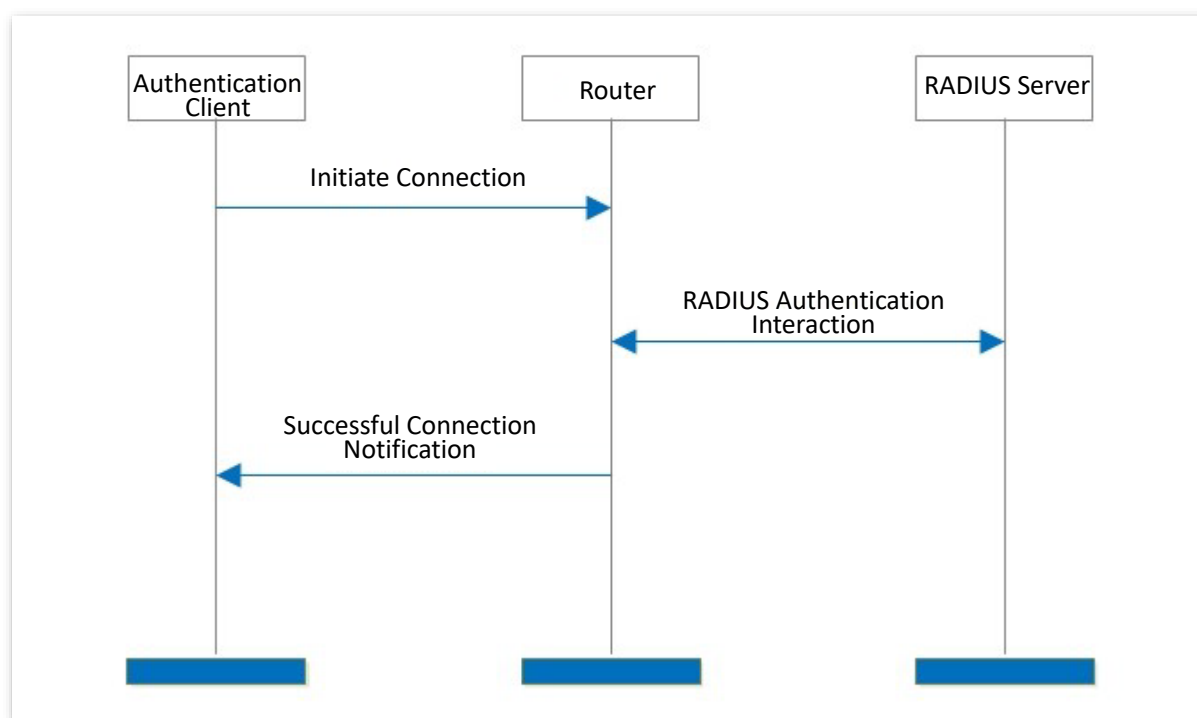 Authentication
Client
Router
RADIUS Server
Initiate Connection
RADIUS Authentication
Interaction
Successful Connection
Notification